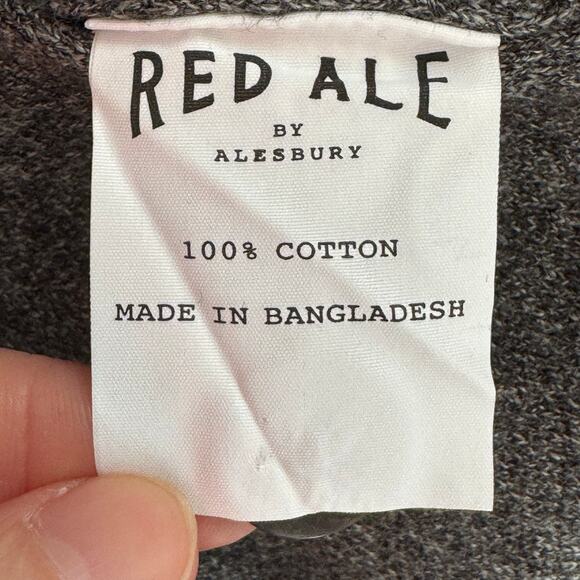 RED ALE
BY
ALESBURY
100% COTTON
MADE IN BANGLADESH